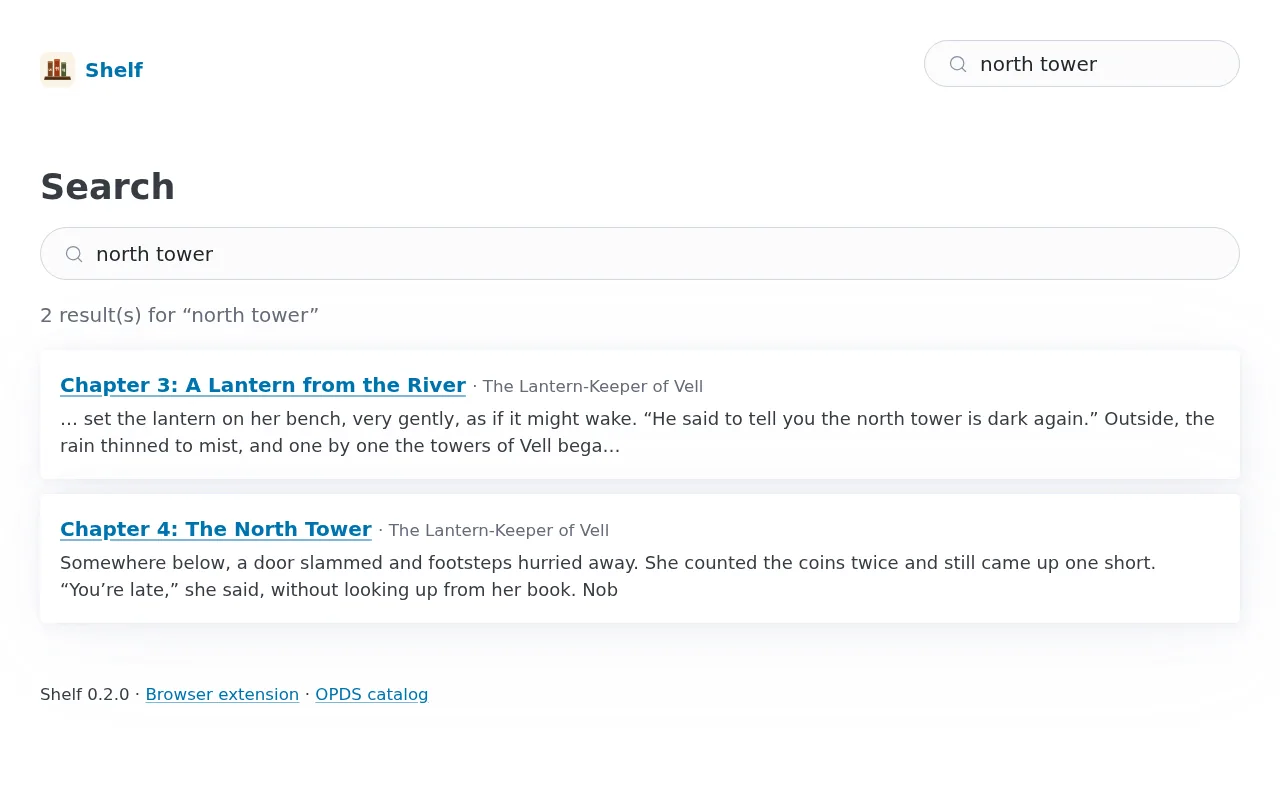 Shelf
north tower
Search
north tower
2 result(s) for “north tower”
Chapter 3: A Lantern from the River · The Lantern-Keeper of Vell
… set the lantern on her bench, very gently, as if it might wake. “He said to tell you the north tower is dark again.” Outside, the
rain thinned to mist, and one by one the towers of Vell bega…
Chapter 4: The North Tower · The Lantern-Keeper of Vell
Somewhere below, a door slammed and footsteps hurried away. She counted the coins twice and still came up one short.
“You’re late,” she said, without looking up from her book. Nob
Shelf 0.2.0 · Browser extension · OPDS catalog